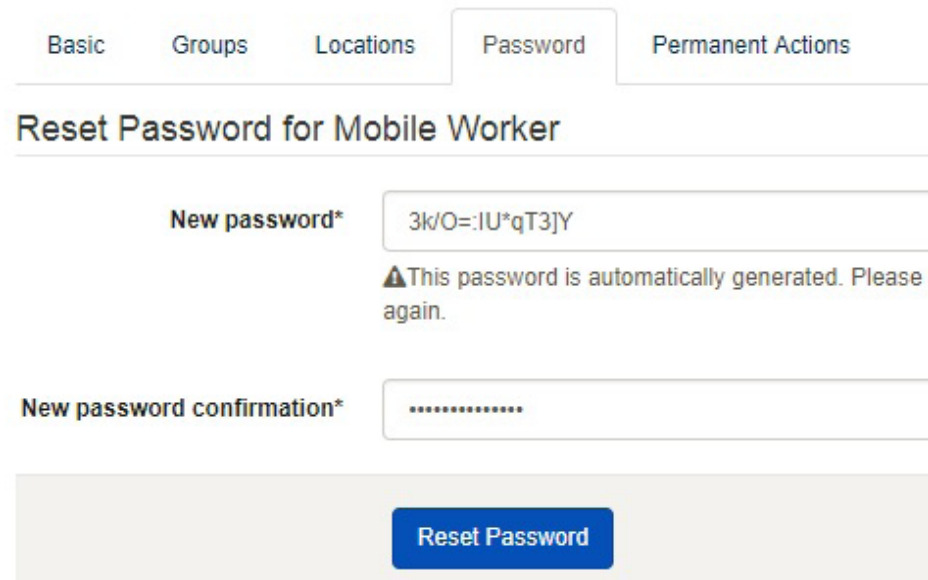 Basic Groups Locations Password Permanent Actions
Reset Password for Mobile Worker
New password* 3k/O=:IU*qT3]Y
⚠This password is automatically generated. Please
again.
New password confirmation* ••••••••••••••
Reset Password